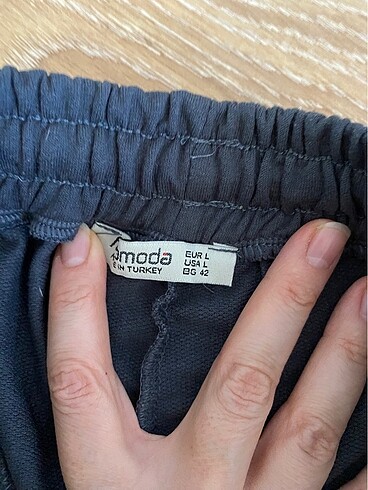 moda
IN TURKEY
EUR L
USA L
BG 42